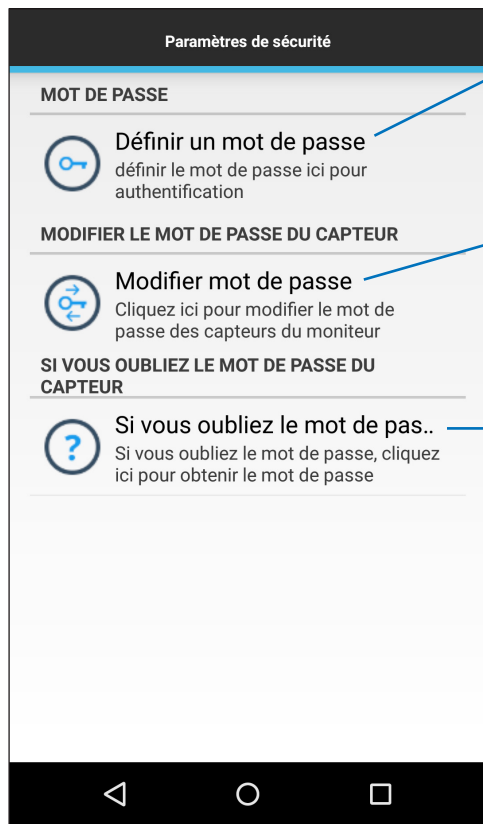 Paramètres de sécurité
MOT DE PASSE
Définir un mot de passe
définir le mot de passe ici pour
authentification
MODIFIER LE MOT DE PASSE DU CAPTEUR
Modifier mot de passe
Cliquez ici pour modifier le mot de
passe des capteurs du moniteur
SI VOUS OUBLIEZ LE MOT DE PASSE DU
CAPTEUR
Si vous oubliez le mot de pas..
Si vous oubliez le mot de passe, cliquez
ici pour obtenir le mot de passe